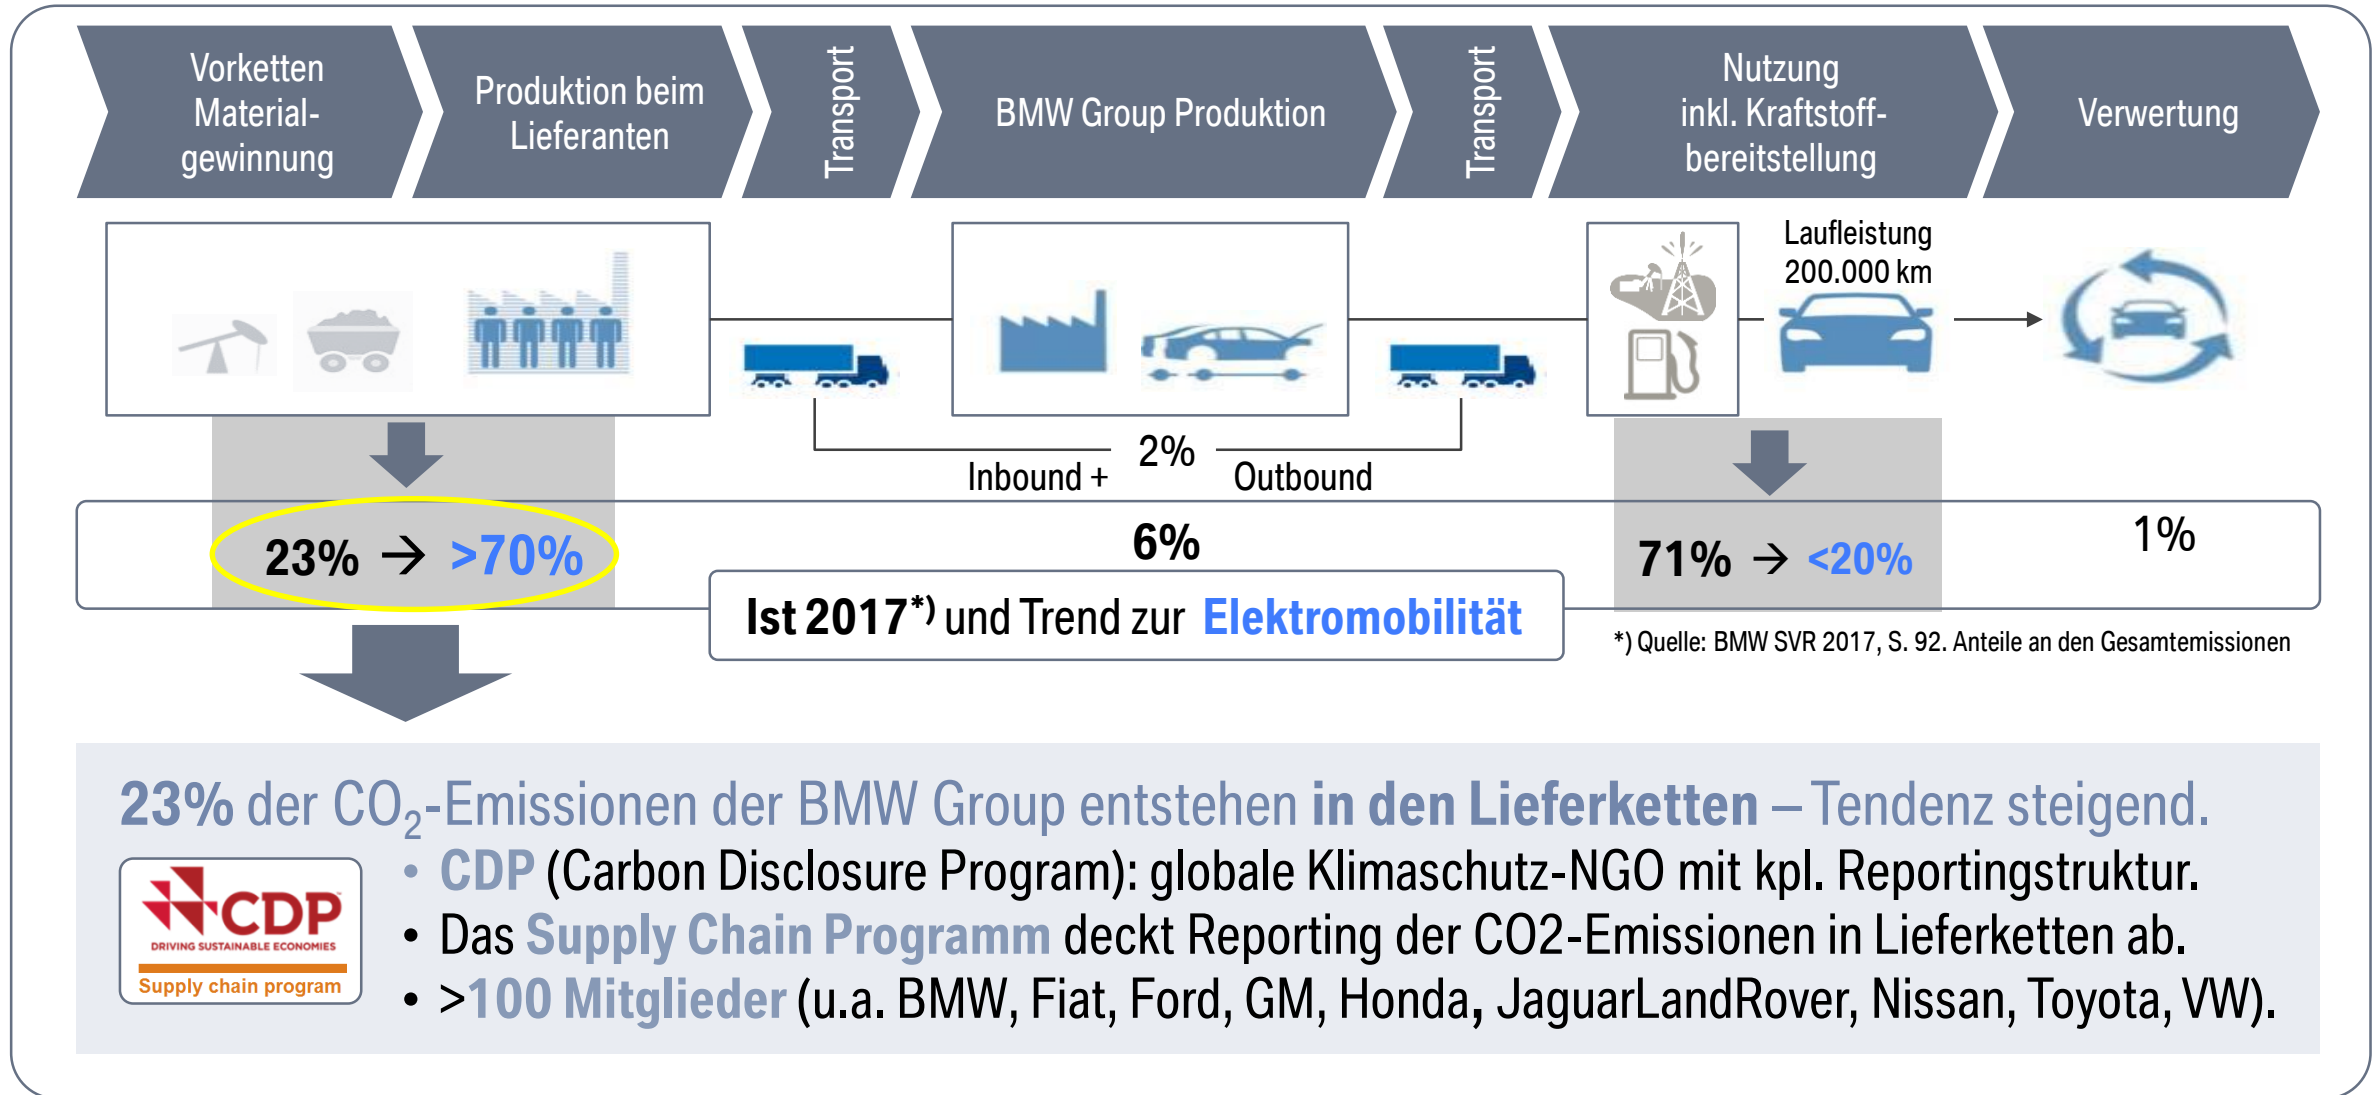 Vorketten
Material-
gewinnung
Produktion beim
Lieferanten
Transport
BMW Group Produktion
Transport
Nutzung
inkl. Kraftstoff-
bereitstellung
Verwertung
Laufleistung
200.000 km
2%
Inbound +
Outbound
23% → >70%
6%
71% → <20%
1%
Ist 2017*) und Trend zur Elektromobilität
*) Quelle: BMW SVR 2017, S. 92. Anteile an den Gesamtemissionen
23% der CO₂-Emissionen der BMW Group entstehen in den Lieferketten – Tendenz steigend.
• CDP (Carbon Disclosure Program): globale Klimaschutz-NGO mit kpl. Reportingstruktur.
• Das Supply Chain Programm deckt Reporting der CO2-Emissionen in Lieferketten ab.
• >100 Mitglieder (u.a. BMW, Fiat, Ford, GM, Honda, JaguarLandRover, Nissan, Toyota, VW).
CDP
DRIVING SUSTAINABLE ECONOMIES
Supply chain program